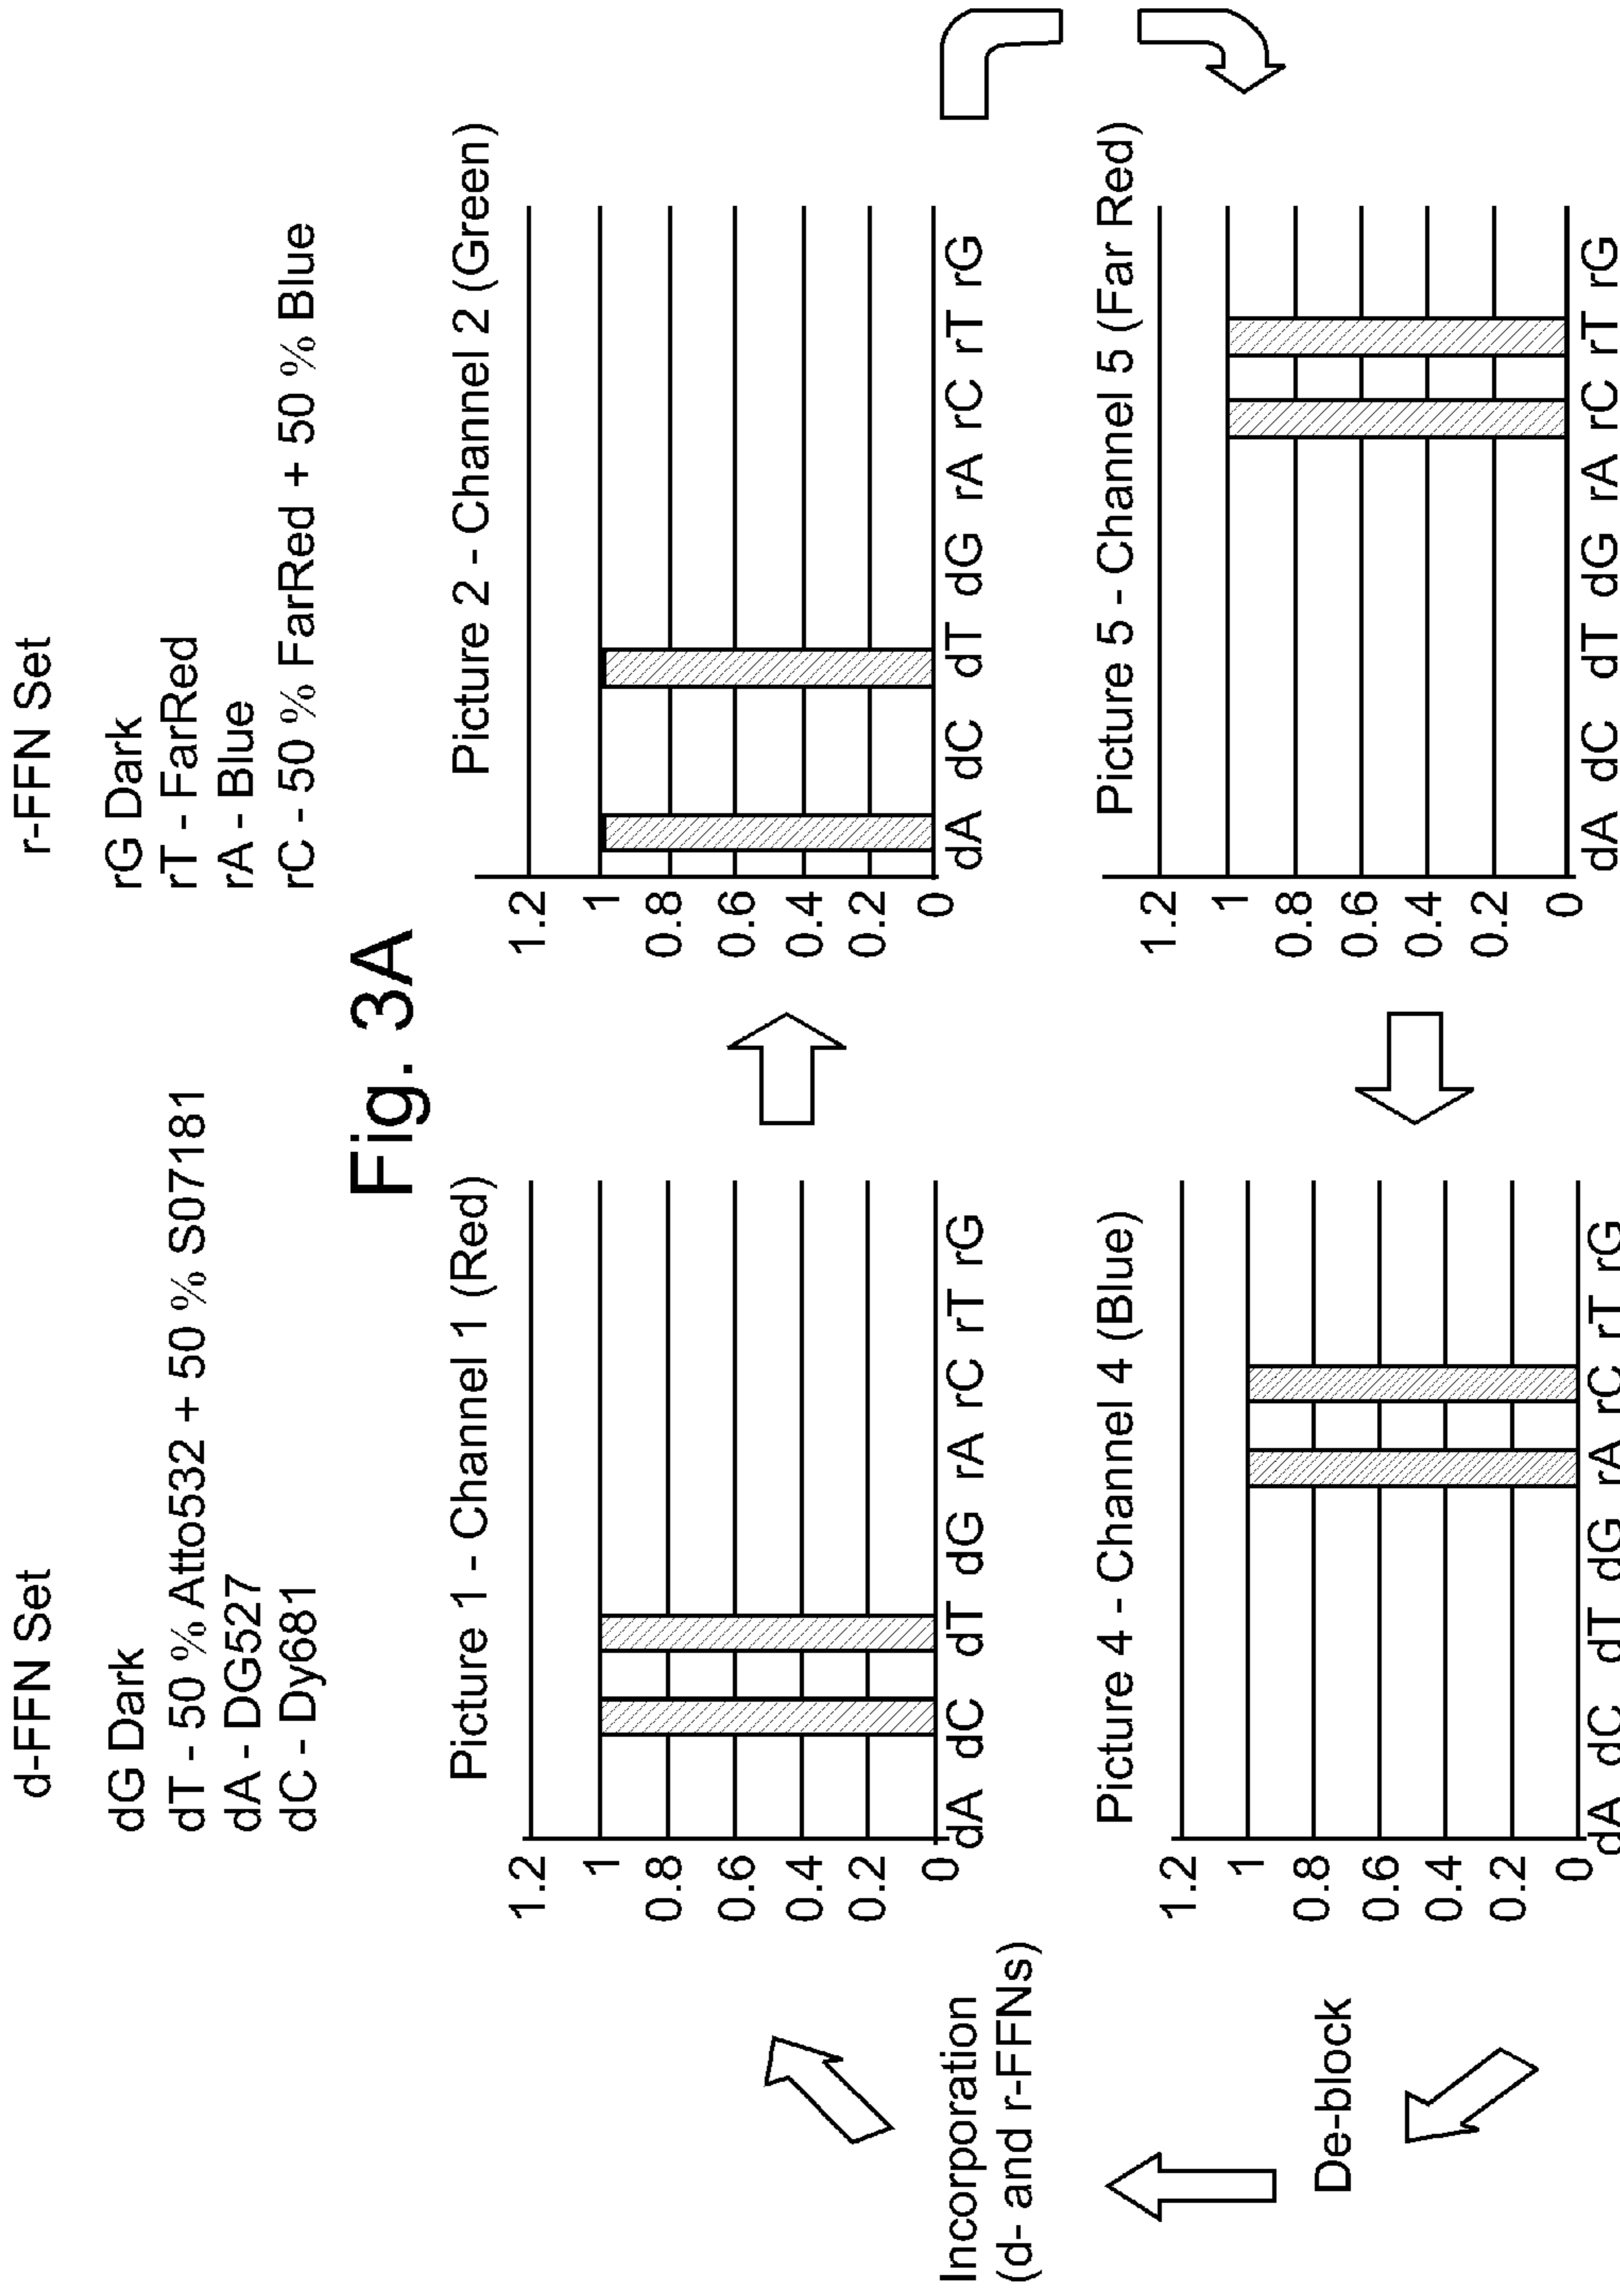 d-FFN Set
dG Dark
dT - 50 % Atto532 + 50 % S07181
dA - DG527
dC - Dy681
r-FFN Set
rG Dark
rT - FarRed
rA - Blue
rC - 50 % FarRed + 50 % Blue
Fig. 3A
Picture 1 - Channel 1 (Red)
1.2
1
0.8
0.6
0.4
0.2
0
dA dC dT dG rA rC rT rG
Picture 2 - Channel 2 (Green)
1.2
1
0.8
0.6
0.4
0.2
0
dA dC dT dG rA rC rT rG
Incorporation
(d- and r-FFNs)
De-block
Picture 4 - Channel 4 (Blue)
1.2
1
0.8
0.6
0.4
0.2
0
dA dC dT dG rA rC rT rG
Picture 5 - Channel 5 (Far Red)
1.2
1
0.8
0.6
0.4
0.2
0
dA dC dT dG rA rC rT rG